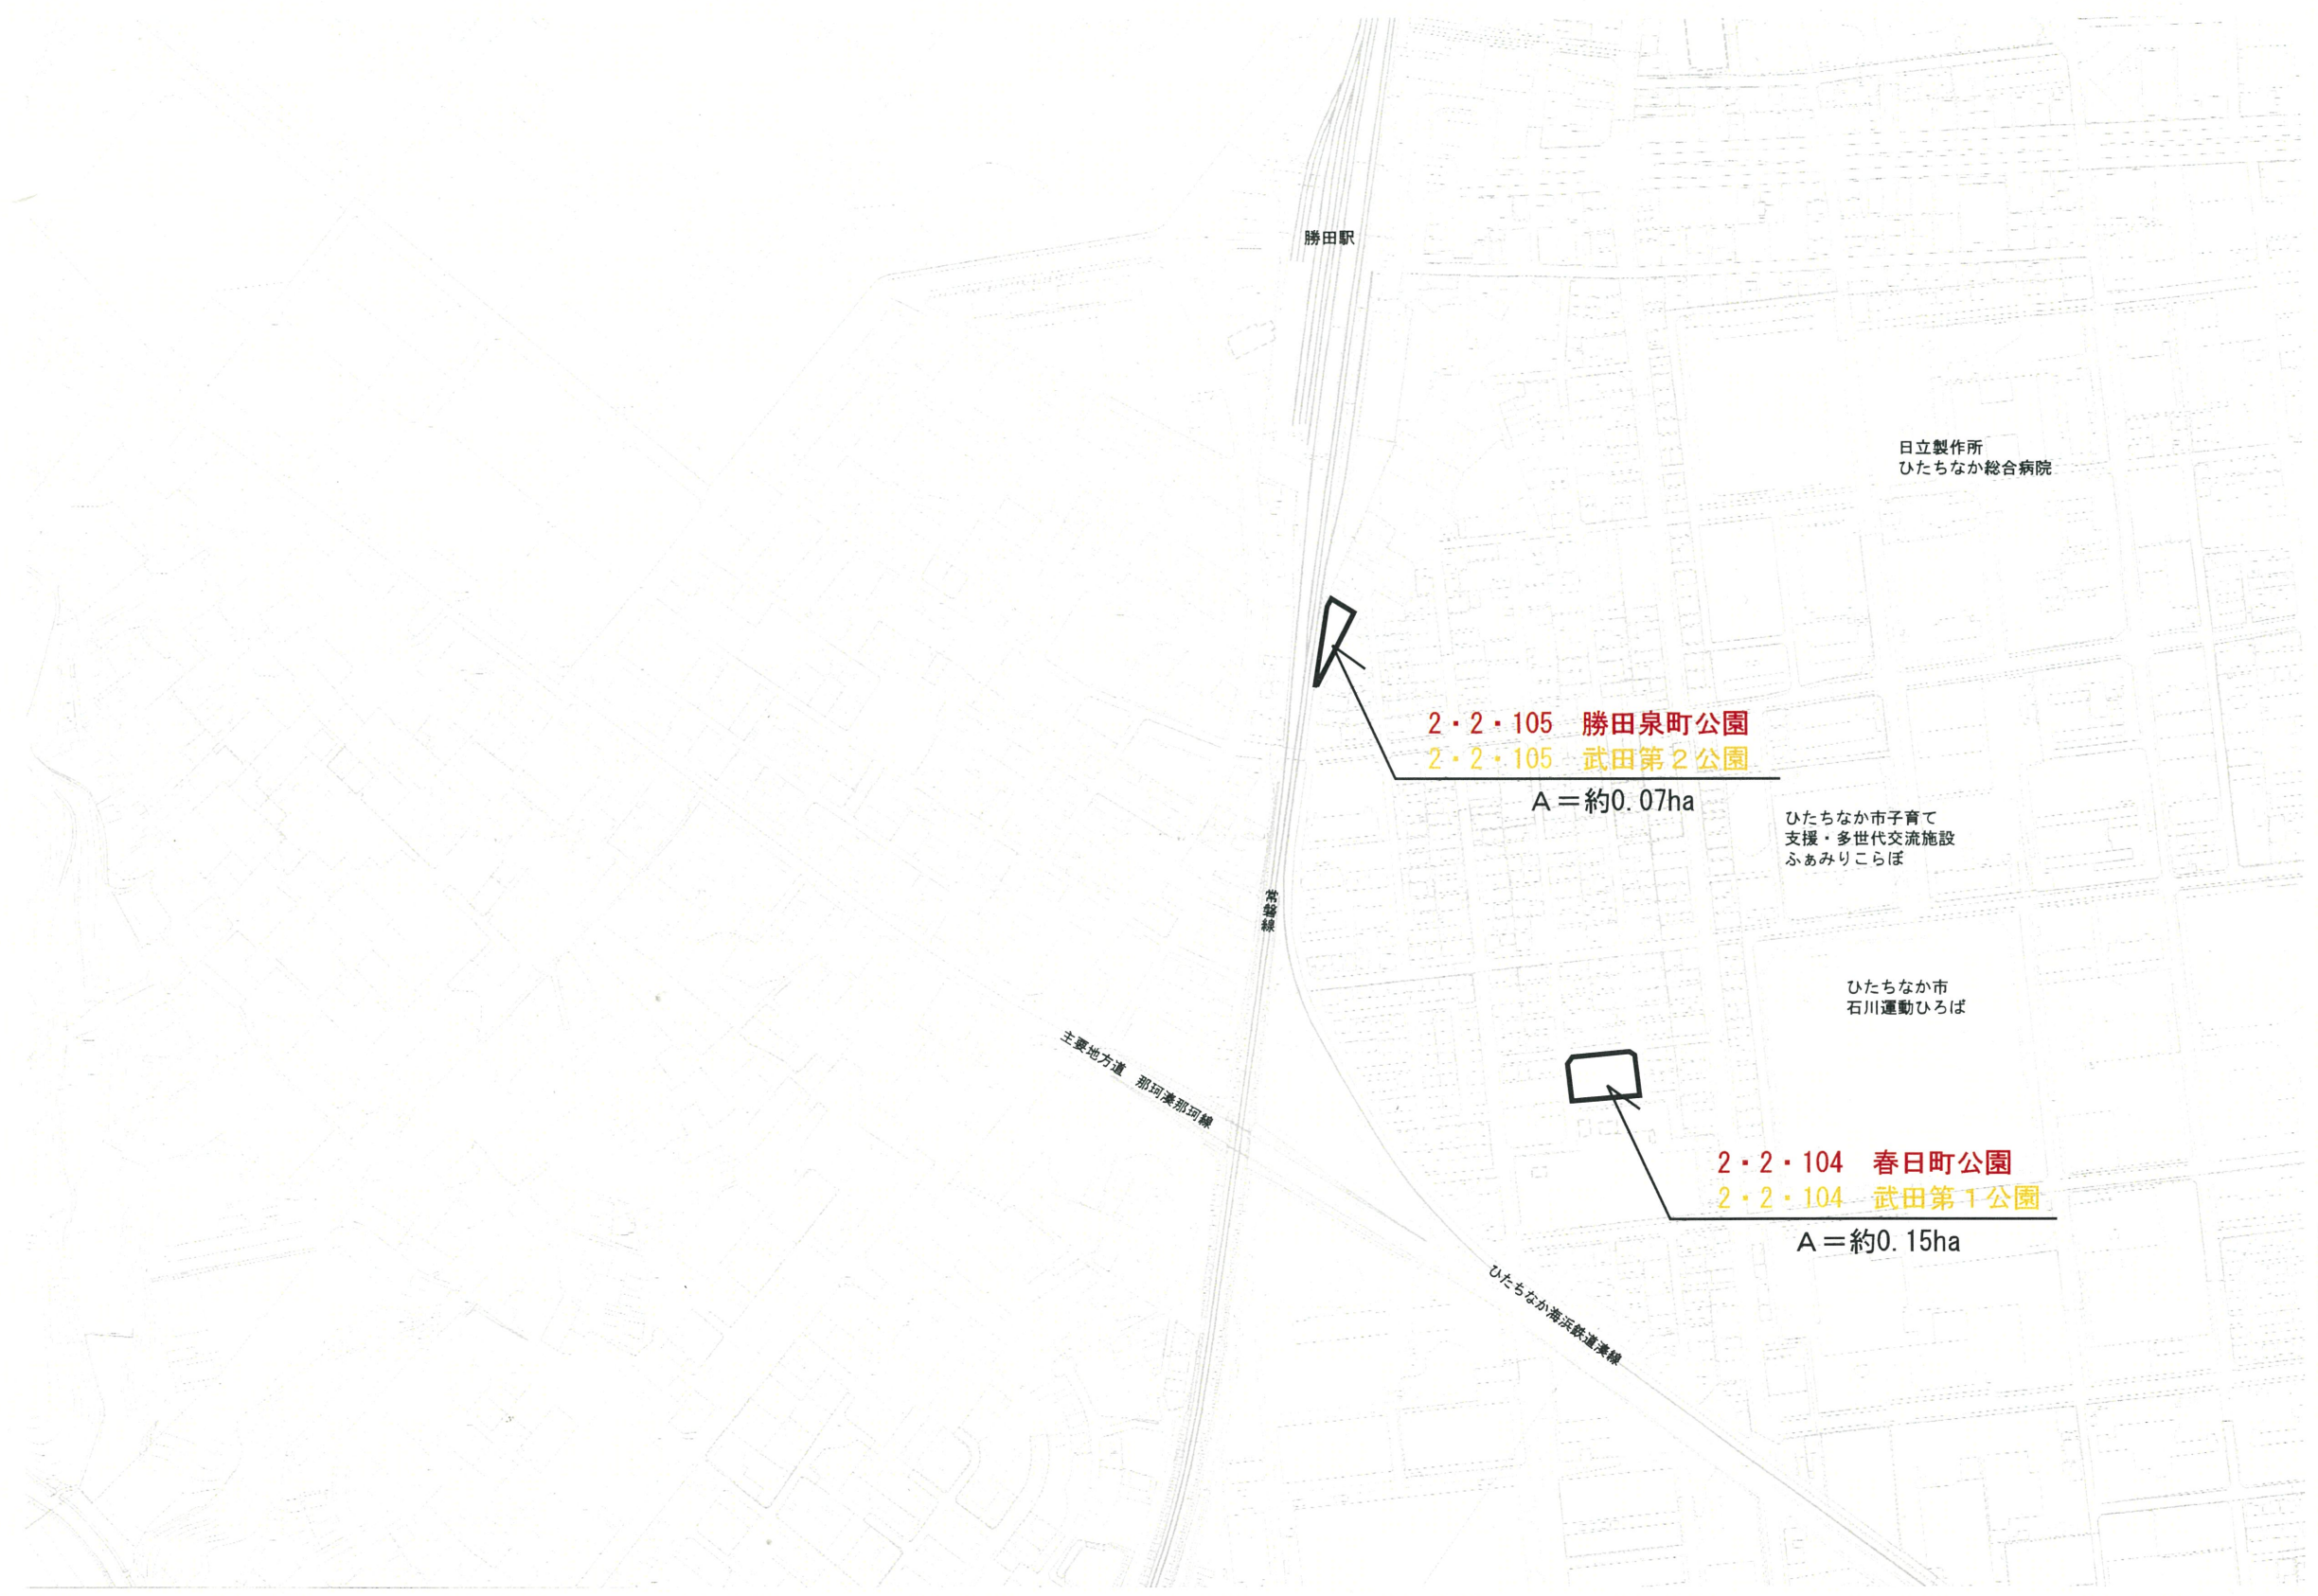 勝田駅
日立製作所
ひたちなか総合病院
2・2・105　勝田泉町公園
2・2・105　武田第２公園
Ａ＝約0.07ha
ひたちなか市子育て
支援・多世代交流施設
ふぁみりこらぼ
常磐線
ひたちなか市
石川運動ひろば
主要地方道　那珂湊那珂線
2・2・104　春日町公園
2・2・104　武田第１公園
Ａ＝約0.15ha
ひたちなか海浜鉄道湊線